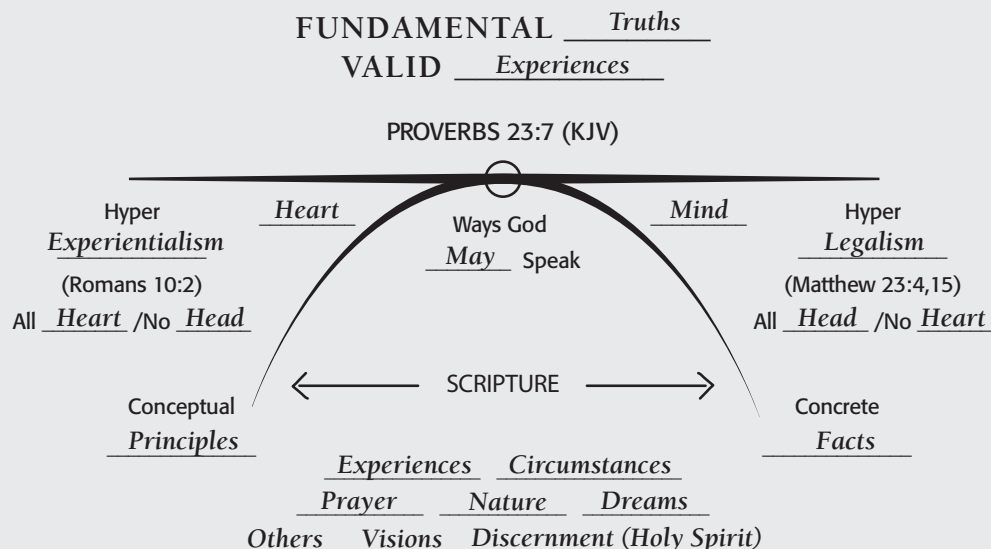 FUNDAMENTAL Truths
VALID Experiences
PROVERBS 23:7 (KJV)
Hyper
Experientialism
(Romans 10:2)
All Heart /No Head
Heart
Ways God
May Speak
Mind
Hyper
Legalism
(Matthew 23:4,15)
All Head /No Heart
SCRIPTURE
Conceptual
Principles
Concrete
Facts
Experiences Circumstances
Prayer Nature Dreams
Others Visions Discernment (Holy Spirit)